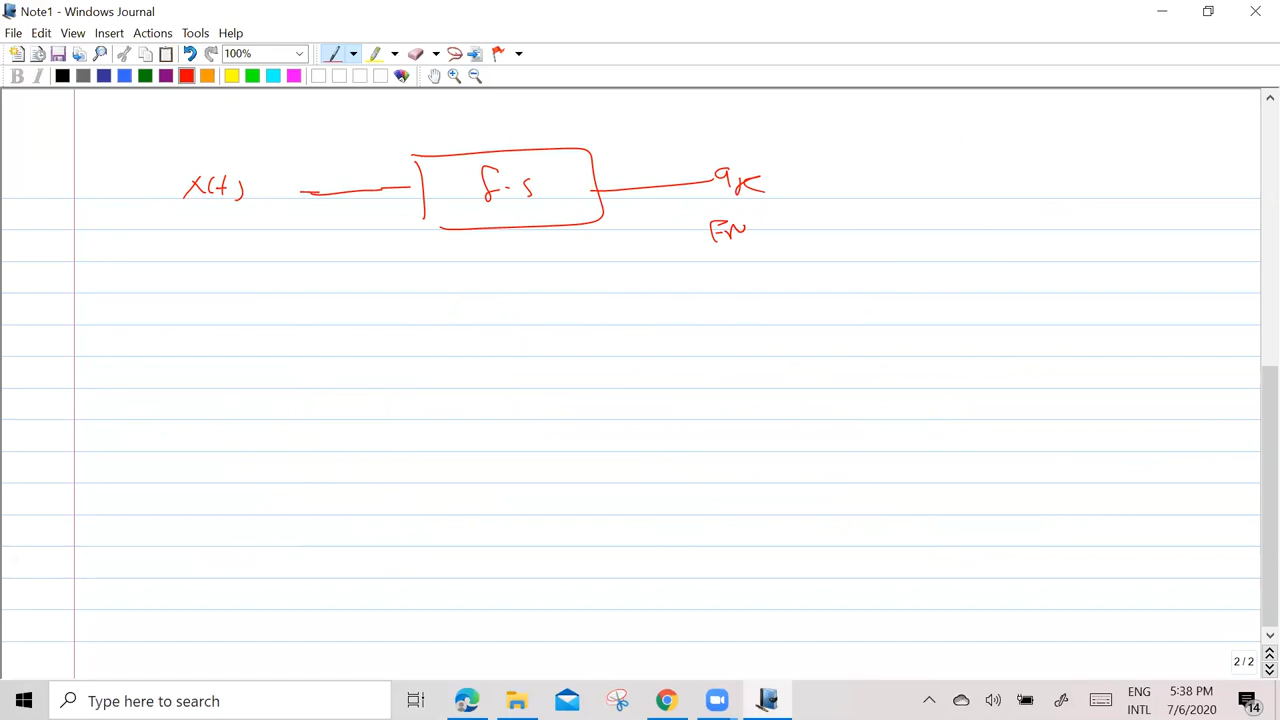 Note1 - Windows Journal
File Edit View Insert Actions Tools Help
100%
B I
x(t) f.s ak
Fn
2 / 2
Type here to search
ENG
INTL
5:38 PM
7/6/2020
14